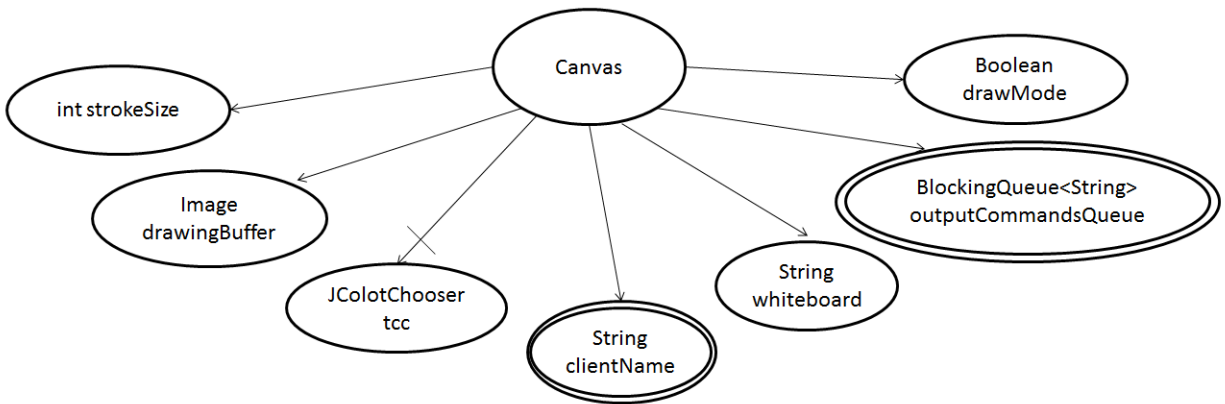 Canvas
Boolean
drawMode
int strokeSize
BlockingQueue<String>
outputCommandsQueue
Image
drawingBuffer
String
whiteboard
JColotChooser
tcc
String
clientName